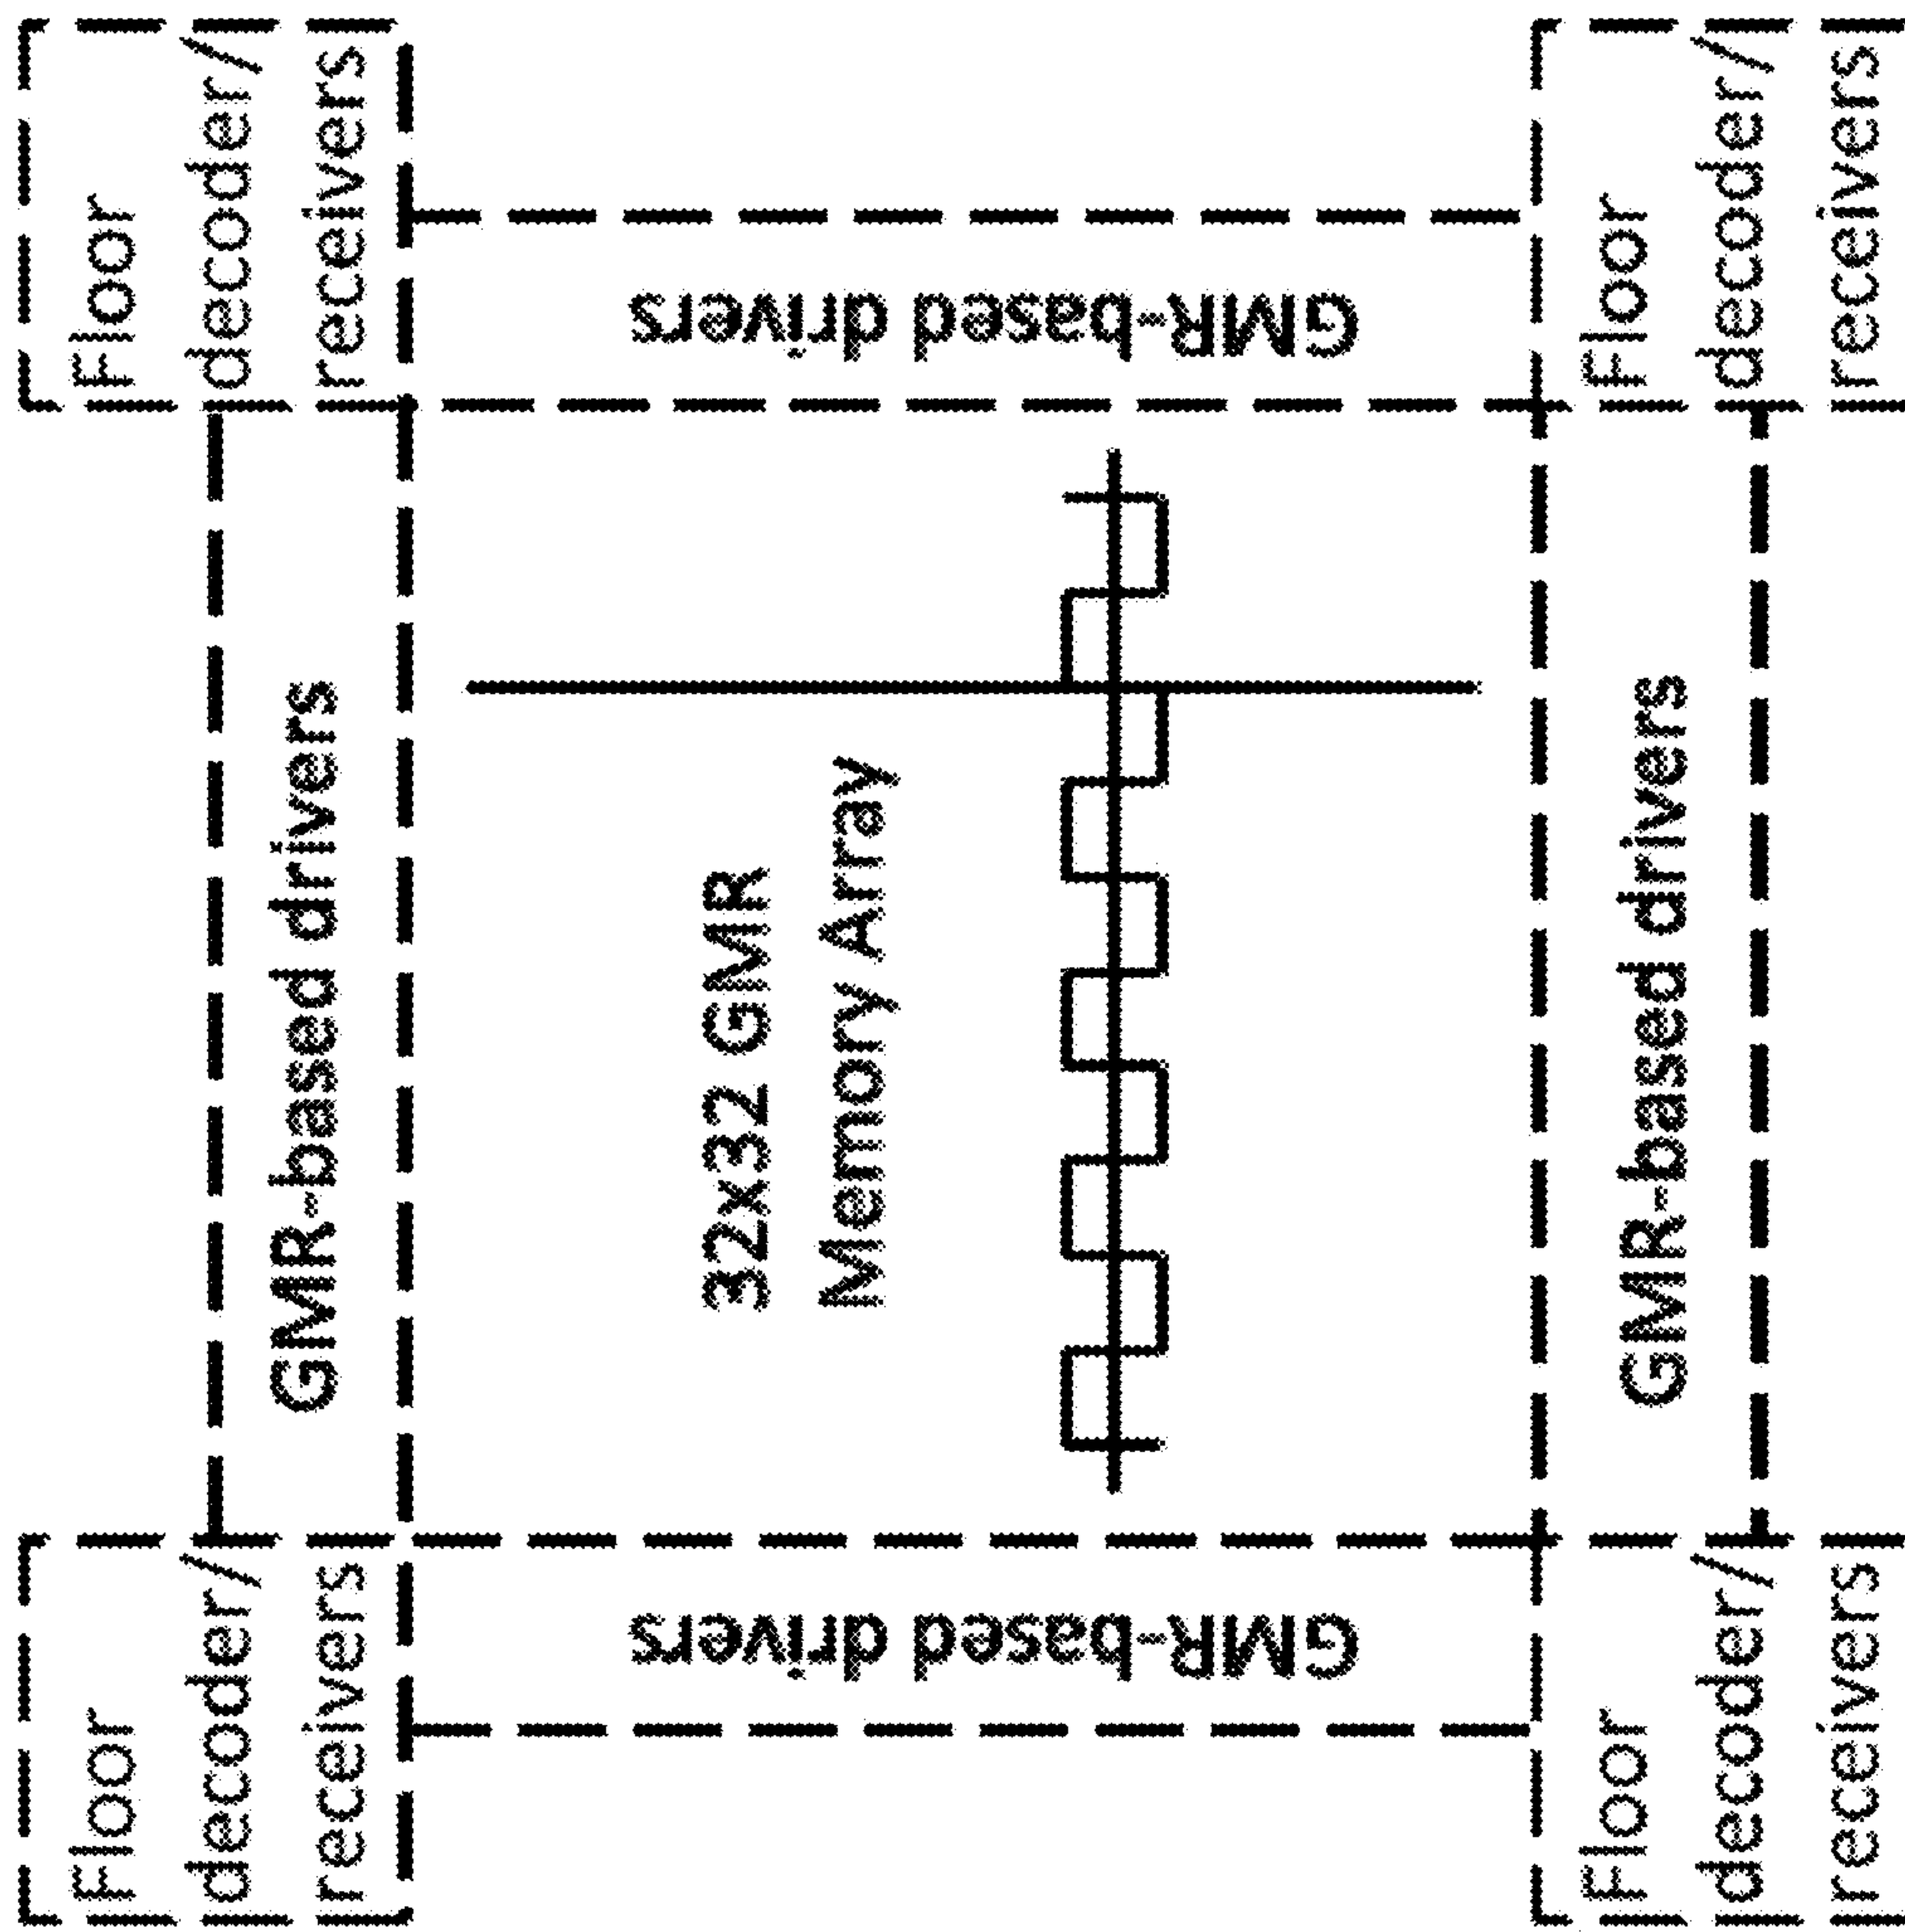 Floor
decoder/
receivers
GMR-based drivers
Floor
decoder/
receivers
GMR-based drivers
32x32 GMR
Memory Array
GMR-based drivers
Floor
decoder/
receivers
GMR-based drivers
Floor
decoder/
receivers